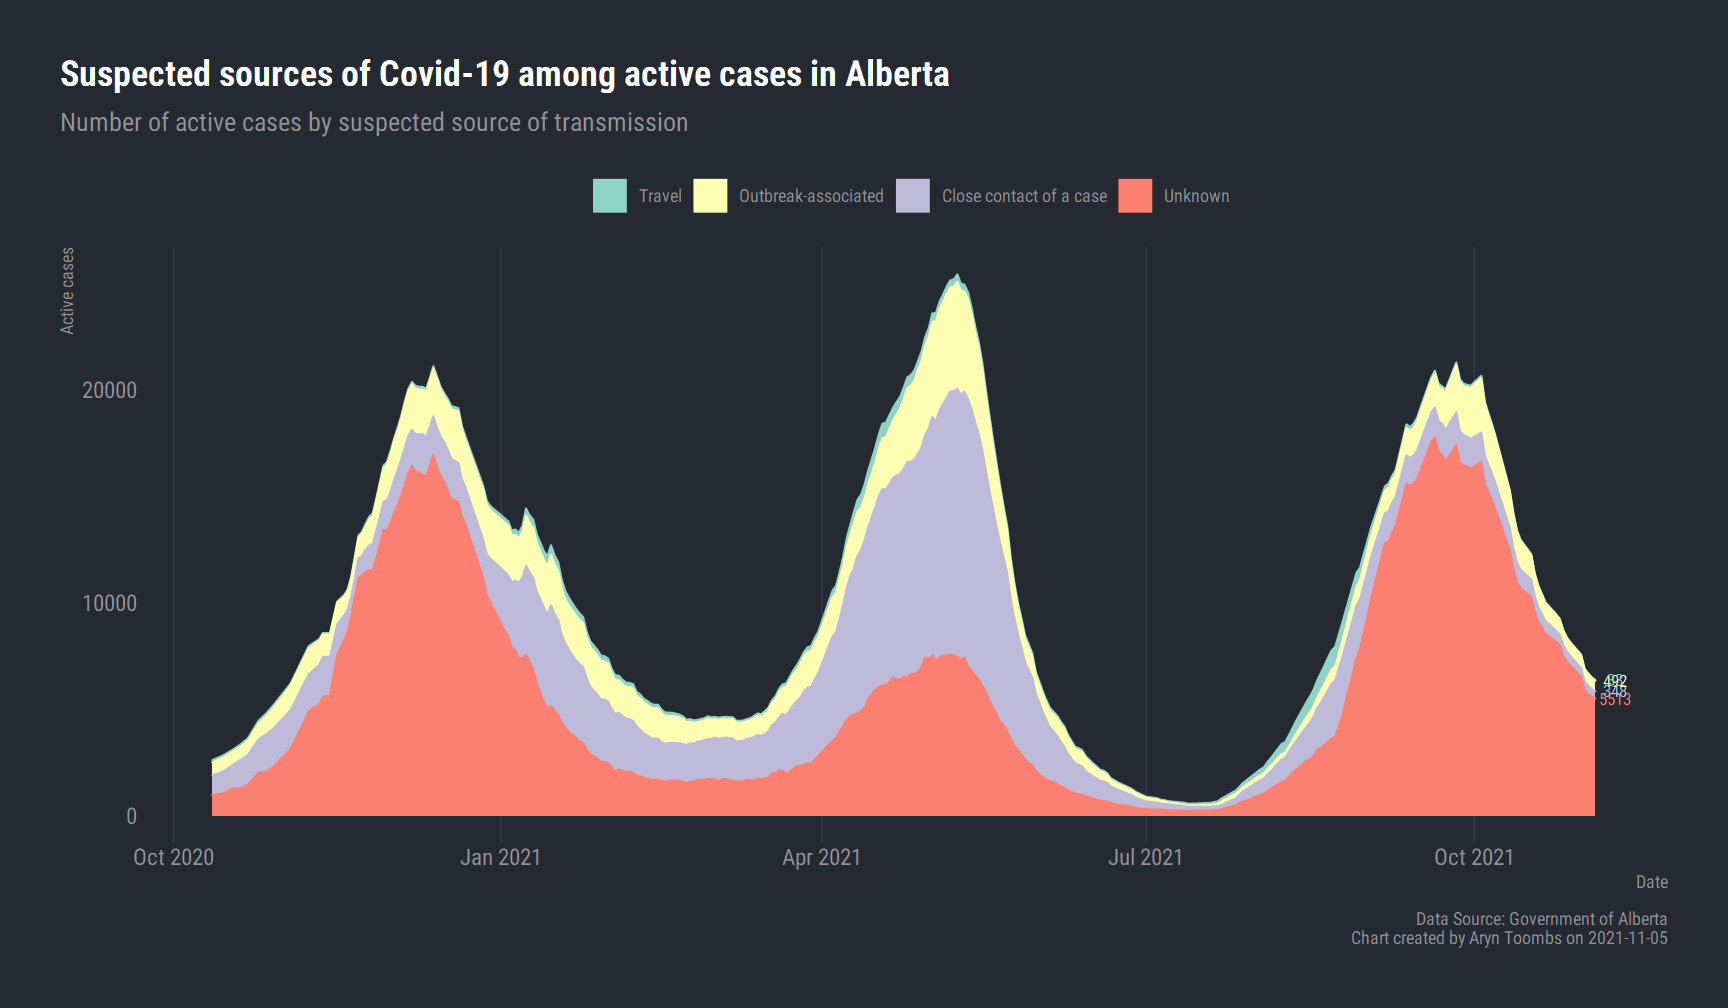 Suspected sources of Covid-19 among active cases in Alberta
Number of active cases by suspected source of transmission
Travel Outbreak-associated Close contact of a case Unknown
Active cases
20000
10000
0
492
348
5513
Oct 2020 Jan 2021 Apr 2021 Jul 2021 Oct 2021
Date
Data Source: Government of Alberta
Chart created by Aryn Toombs on 2021-11-05